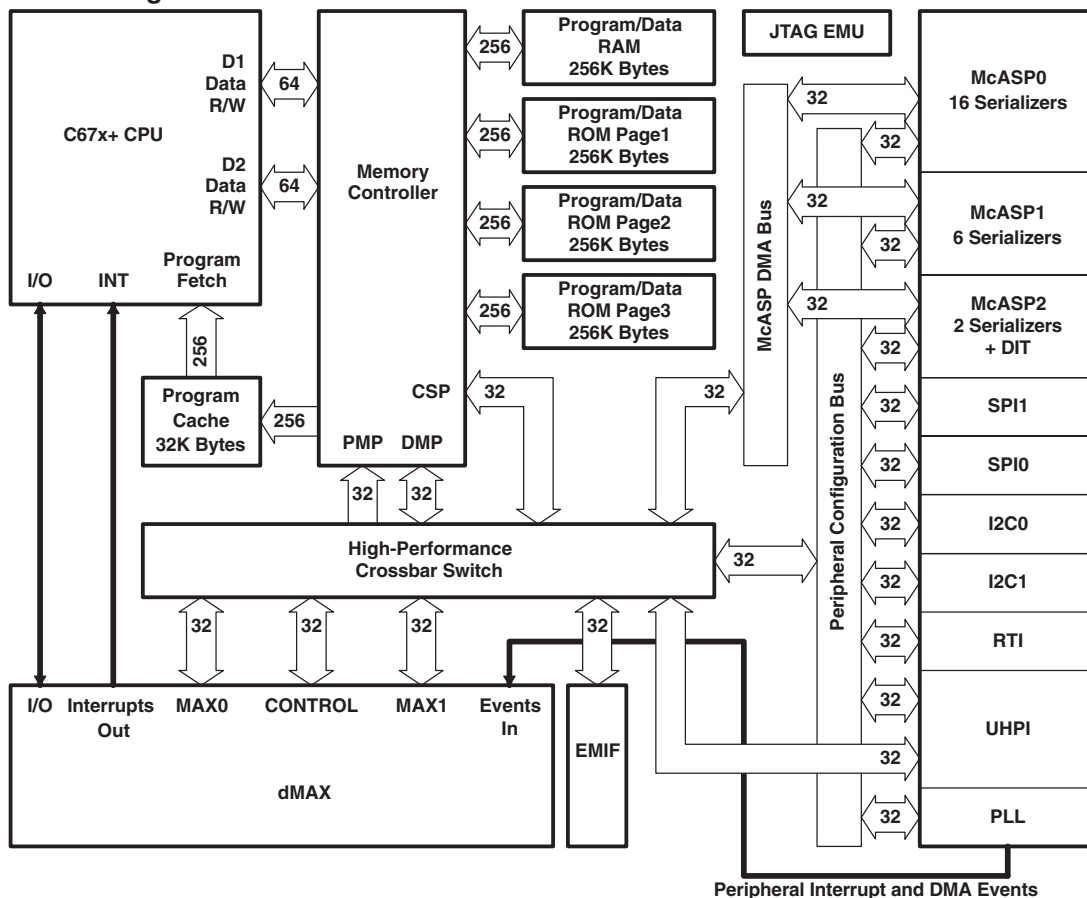 D1
Data
R/W
64
C67x+ CPU
D2
Data
R/W
64
Program
Fetch
I/O
INT
256
Program
Cache
32K Bytes
256
Memory
Controller
CSP
32
PMP
DMP
32
32
256
Program/Data
RAM
256K Bytes
256
Program/Data
ROM Page1
256K Bytes
256
Program/Data
ROM Page2
256K Bytes
256
Program/Data
ROM Page3
256K Bytes
JTAG EMU
McASP DMA Bus
32
32
32
32
Peripheral Configuration Bus
32
McASP0
16 Serializers
32
McASP1
6 Serializers
32
McASP2
2 Serializers
+ DIT
32
SPI1
32
SPI0
32
I2C0
32
I2C1
32
RTI
32
UHPI
32
32
PLL
High-Performance
Crossbar Switch
32
32
32
32
32
I/O
Interrupts
Out
MAX0
CONTROL
MAX1
Events
In
dMAX
EMIF
Peripheral Interrupt and DMA Events